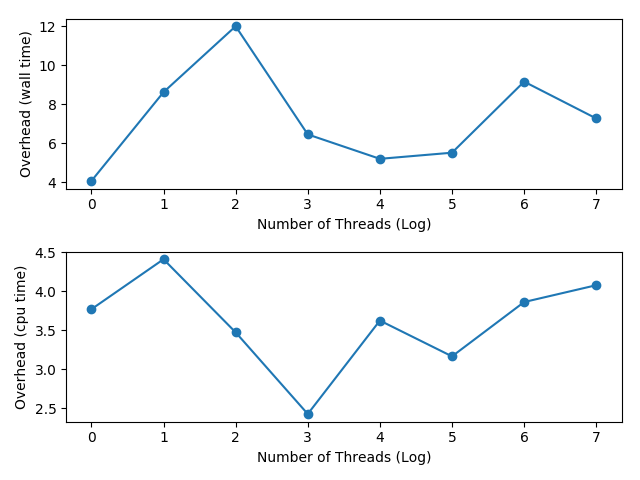 Overhead (wall time)
12
10
8
6
4
0 1 2 3 4 5 6 7
Number of Threads (Log)
Overhead (cpu time)
4.5
4.0
3.5
3.0
2.5
0 1 2 3 4 5 6 7
Number of Threads (Log)